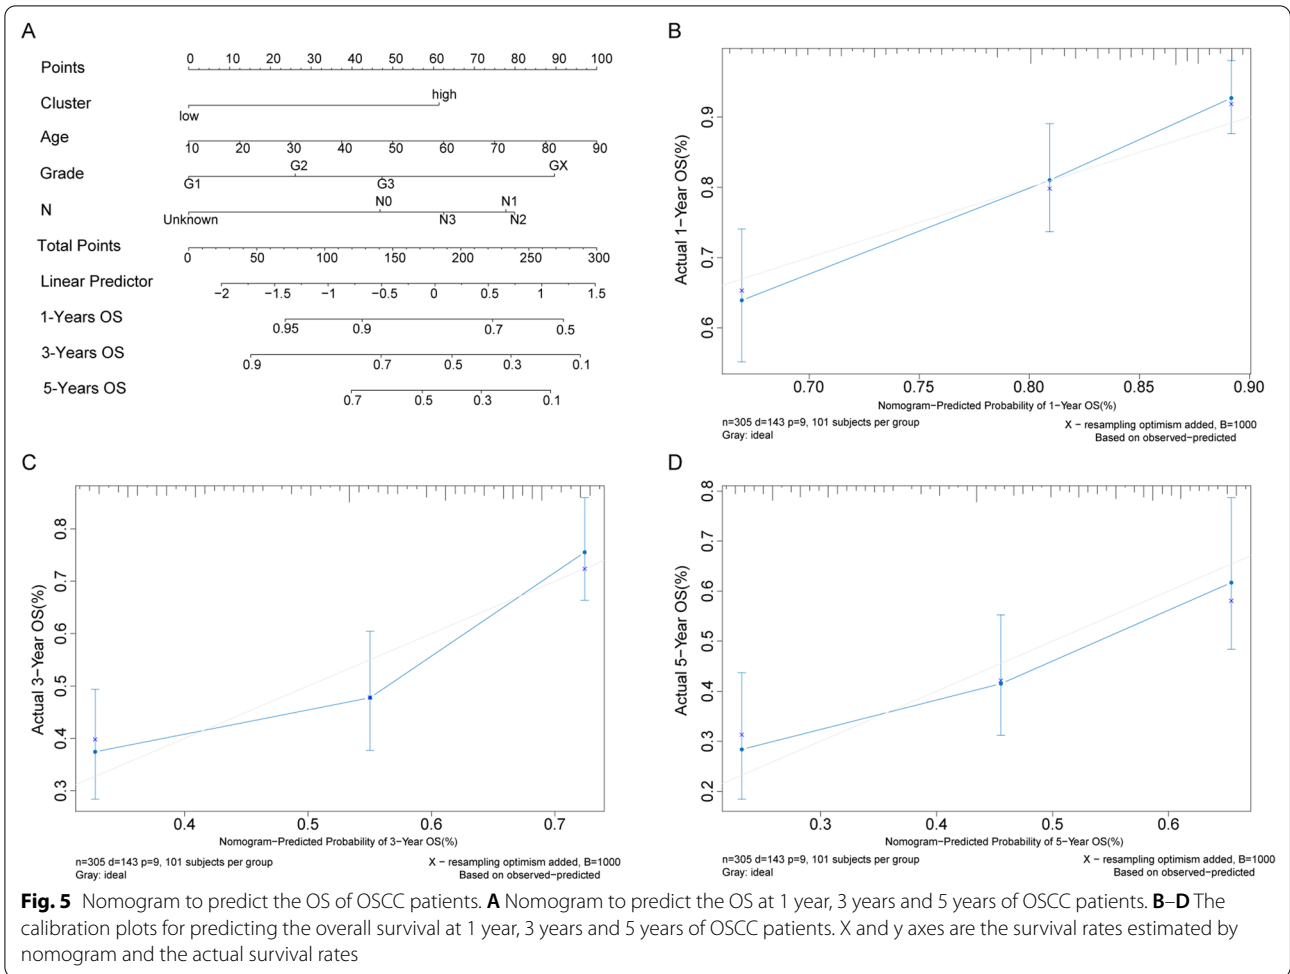 A
Points
0 10 20 30 40 50 60 70 80 90 100
Cluster
high
low
Age
10 20 30 40 50 60 70 80 90
Grade
G2 GX
G1 G3
N
N0 N1
Unknown N3 N2
Total Points
0 50 100 150 200 250 300
Linear Predictor
−2 −1.5 −1 −0.5 0 0.5 1 1.5
1-Years OS
0.95 0.9 0.7 0.5
3-Years OS
0.9 0.7 0.5 0.3 0.1
5-Years OS
0.7 0.5 0.3 0.1
B
Actual 1−Year OS(%)
0.9
0.8
0.7
0.6
0.70 0.75 0.80 0.85 0.90
Nomogram−Predicted Probability of 1−Year OS(%)
n=305 d=143 p=9, 101 subjects per group
Gray: ideal
X − resampling optimism added, B=1000
Based on observed−predicted
C
Actual 3−Year OS(%)
0.8
0.7
0.6
0.5
0.4
0.3
0.4 0.5 0.6 0.7
Nomogram−Predicted Probability of 3−Year OS(%)
n=305 d=143 p=9, 101 subjects per group
Gray: ideal
X − resampling optimism added, B=1000
Based on observed−predicted
D
Actual 5−Year OS(%)
0.8
0.7
0.6
0.5
0.4
0.3
0.2
0.3 0.4 0.5 0.6
Nomogram−Predicted Probability of 5−Year OS(%)
n=305 d=143 p=9, 101 subjects per group
Gray: ideal
X − resampling optimism added, B=1000
Based on observed−predicted
Fig. 5 Nomogram to predict the OS of OSCC patients. A Nomogram to predict the OS at 1 year, 3 years and 5 years of OSCC patients. B–D The
calibration plots for predicting the overall survival at 1 year, 3 years and 5 years of OSCC patients. X and y axes are the survival rates estimated by
nomogram and the actual survival rates